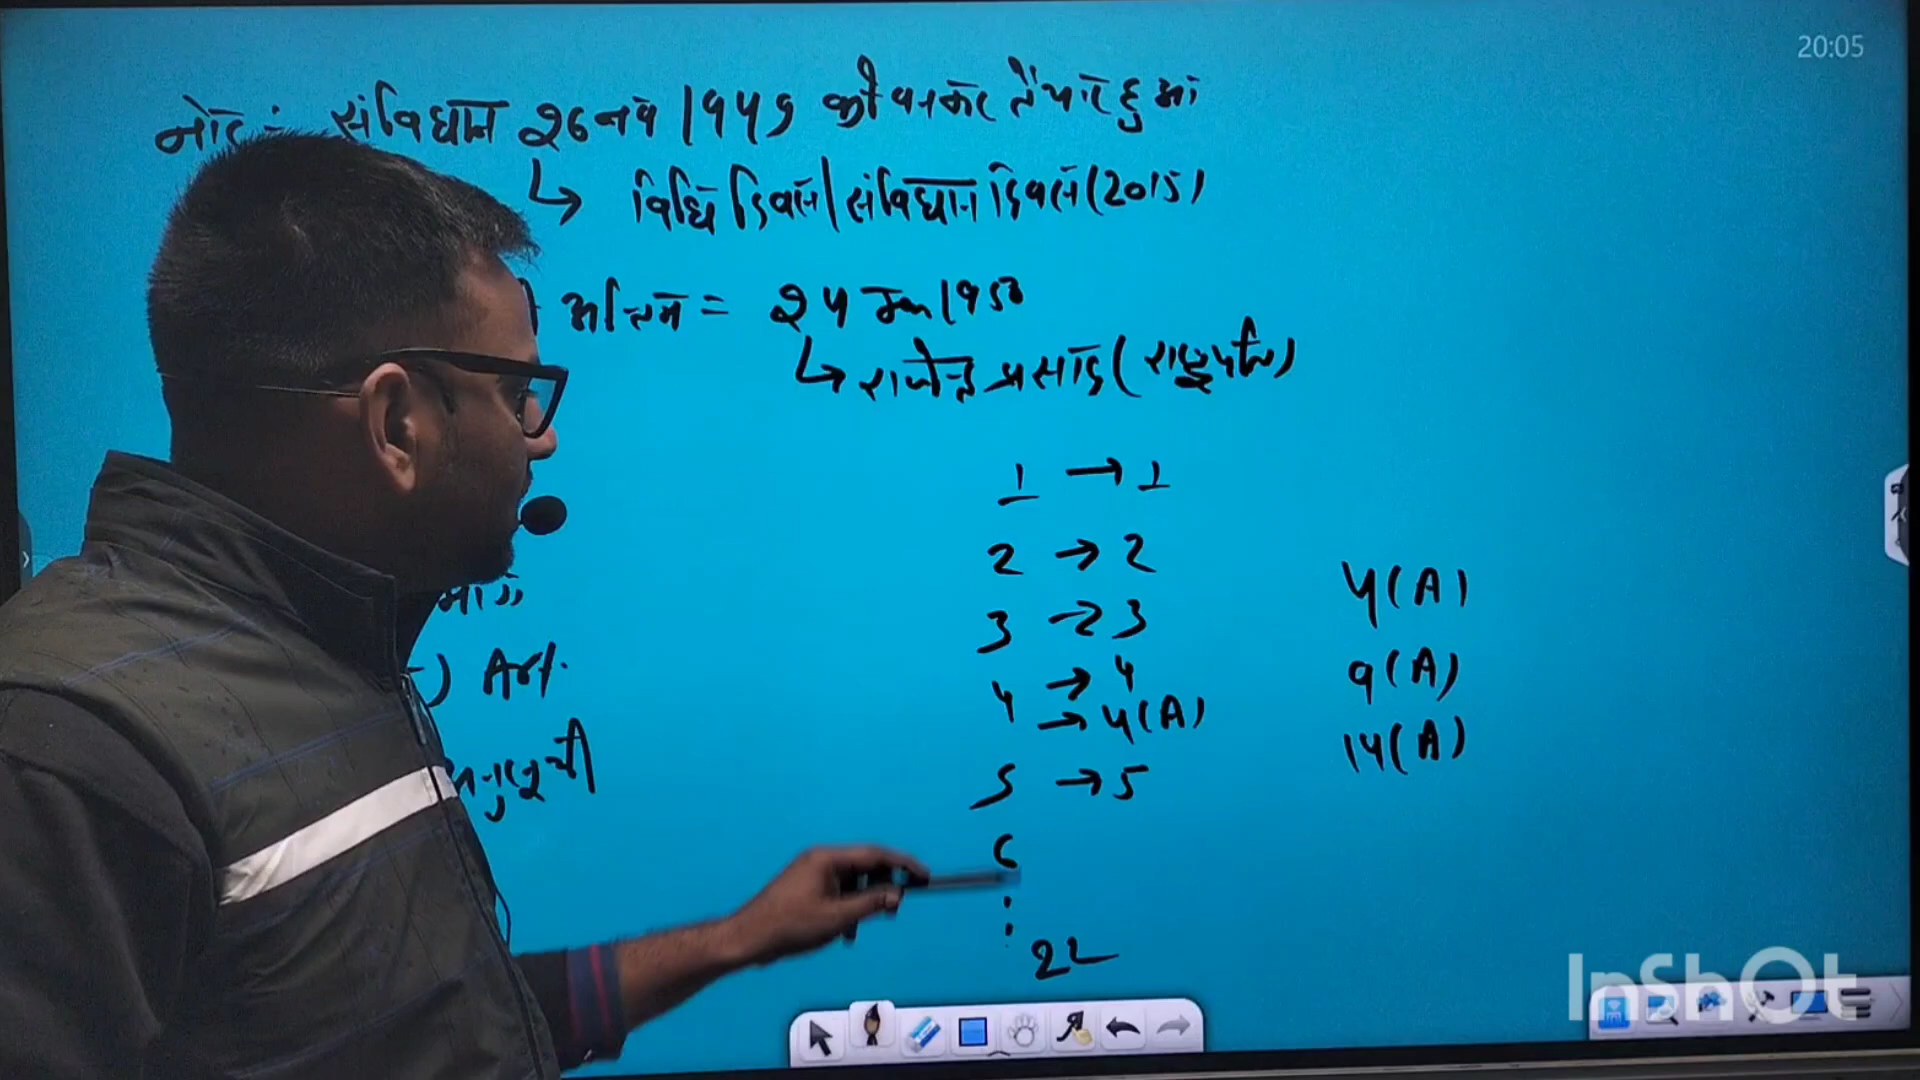 20:05
नोट :- संविधान 26 नव 1949 को बनकर तैयार हुआ
↳ विधि दिवस/संविधान दिवस (2015)
अन्तिम = 24 जन 1950
↳ राजेन्द्र प्रसाद (राष्ट्रपति)
1 → 1
2 → 2
3 → 3
4 → 4
→ 4(A)
5 → 5
6
22
4(A)
9(A)
14(A)
भाग
) Art.
अनुसूची
InShOt